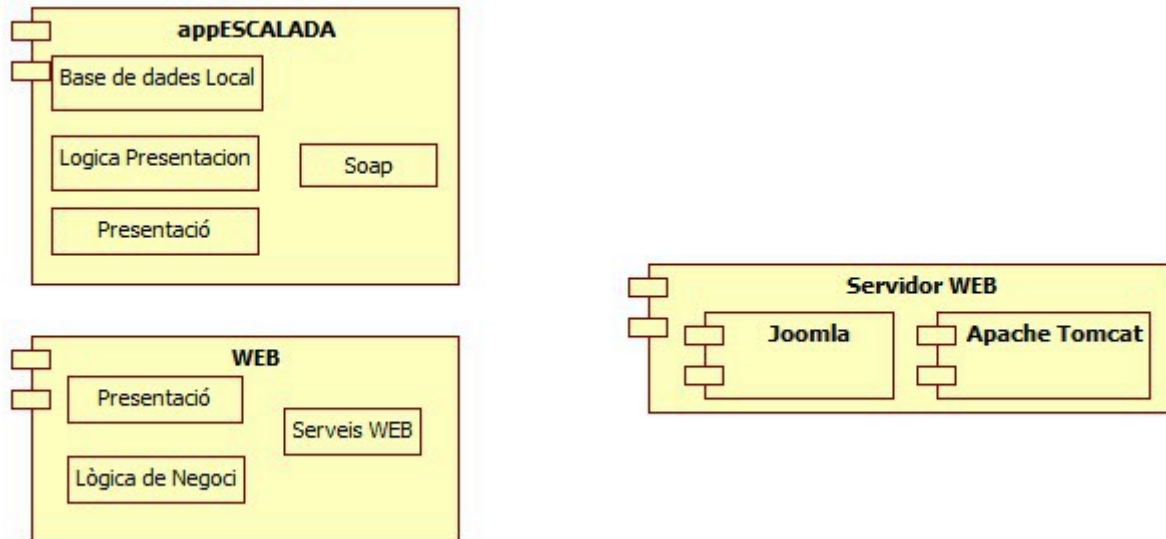 appESCALADA
Base de dades Local
Logica Presentacion
Soap
Presentació
Servidor WEB
Joomla
Apache Tomcat
WEB
Presentació
Serveis WEB
Lògica de Negoci